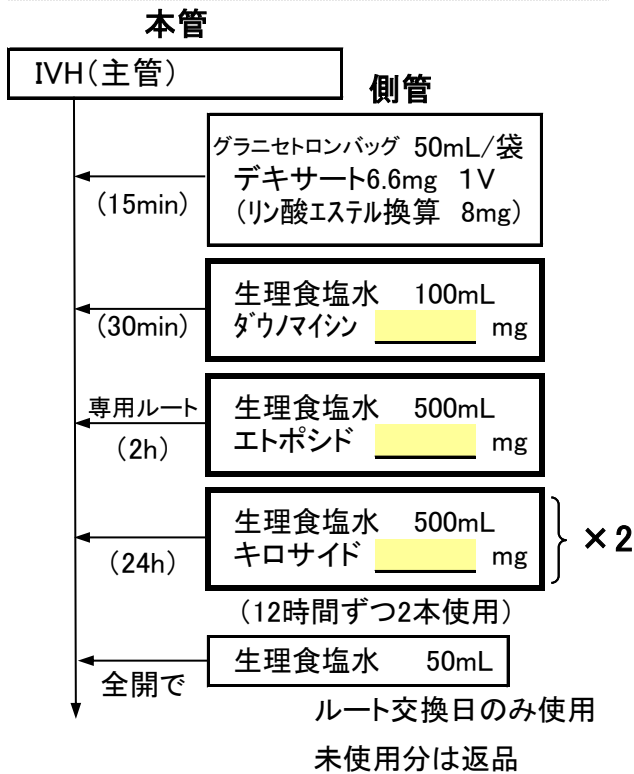 本管
IVH(主管)
側管
グラニセトロンバッグ 50mL/袋
デキサート6.6mg 1V
(リン酸エステル換算 8mg)
(15min)
生理食塩水 100mL
ダウノマイシン mg
(30min)
専用ルート
生理食塩水 500mL
エトポシド mg
(2h)
生理食塩水 500mL
キロサイド mg
×2
(24h)
(12時間ずつ2本使用)
生理食塩水 50mL
全開で
ルート交換日のみ使用
未使用分は返品